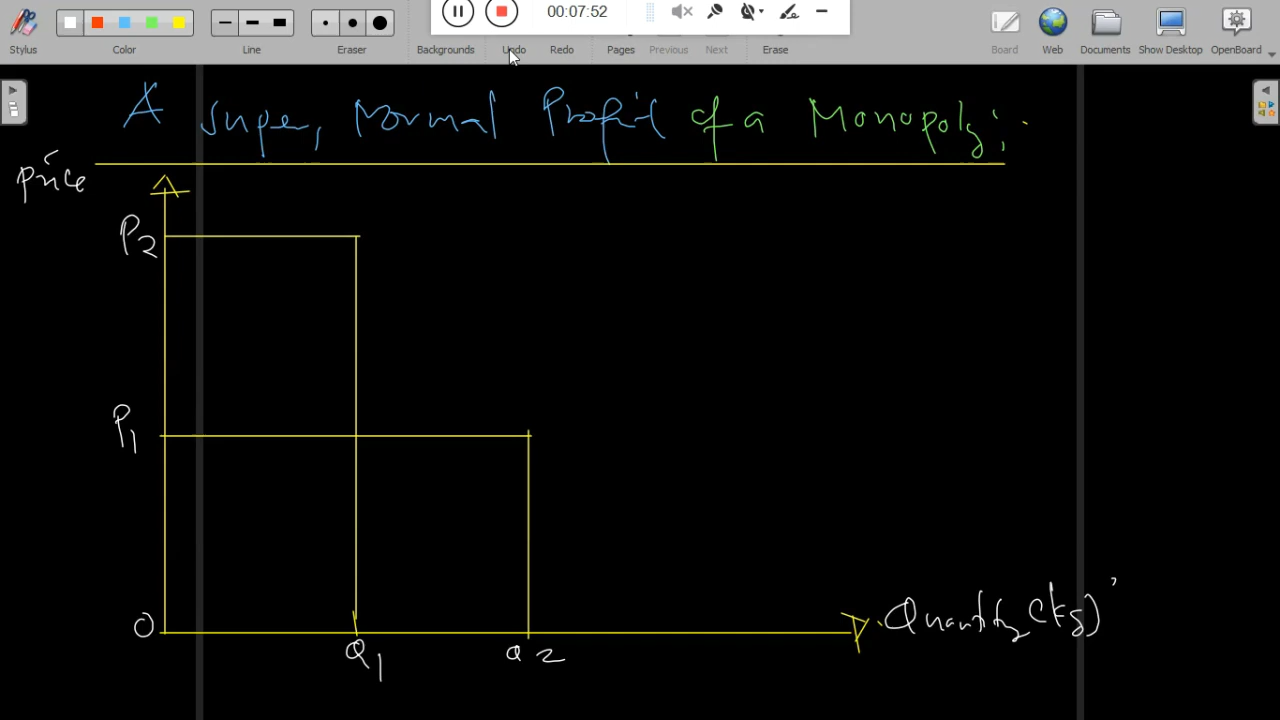 00:07:52
Stylus Color Line Eraser Backgrounds Undo Redo Pages Previous Next Erase Board Web Documents Show Desktop OpenBoard
A Super, Normal Profit of a Monopoly;
Price
P2
P1
O
Quantity (kg)
Q1 Q2